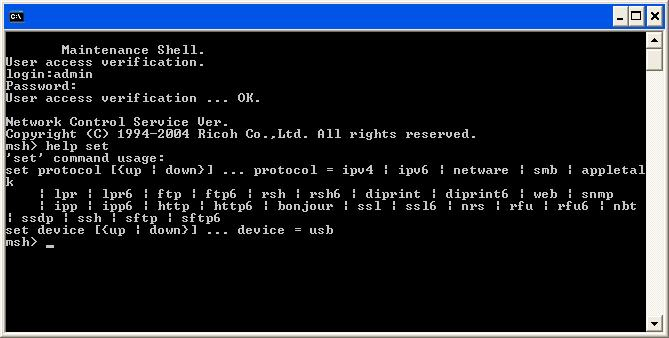 C:\
Maintenance Shell.
User access verification.
login:admin
Password:
User access verification ... OK.
Network Control Service Ver.
Copyright (C) 1994-2004 Ricoh Co.,Ltd. All rights reserved.
msh> help set
'set' command usage:
set protocol [{up | down}] ... protocol = ipv4 | ipv6 | netware | smb | appletal
k
| lpr | lpr6 | ftp | ftp6 | rsh | rsh6 | diprint | diprint6 | web | snmp
| ipp | ipp6 | http | http6 | bonjour | ssl | ssl6 | nrs | rfu | rfu6 | nbt
| ssdp | ssh | sftp | sftp6
set device [{up | down}] ... device = usb
msh> _